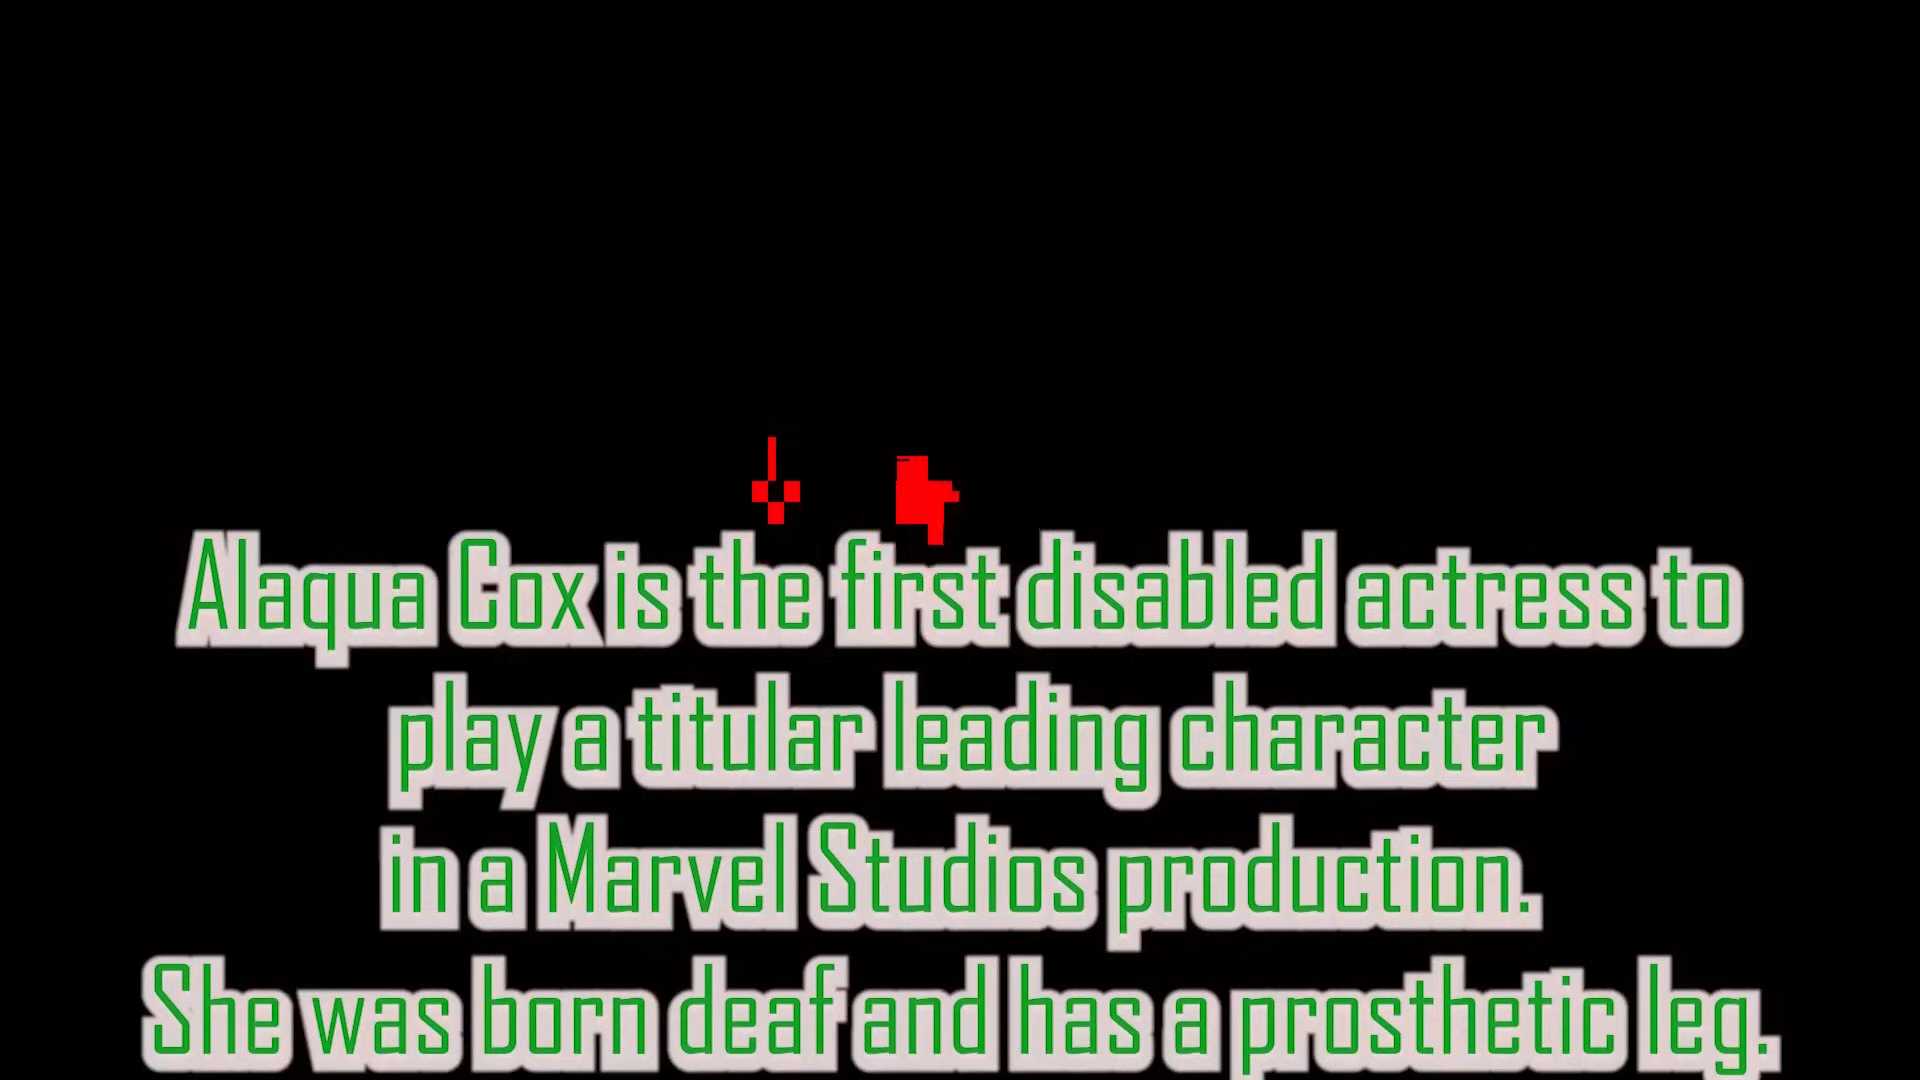 Alaqua Cox is the first disabled actress to
play a titular leading character
in a Marvel Studios production.
She was born deaf and has a prosthetic leg.